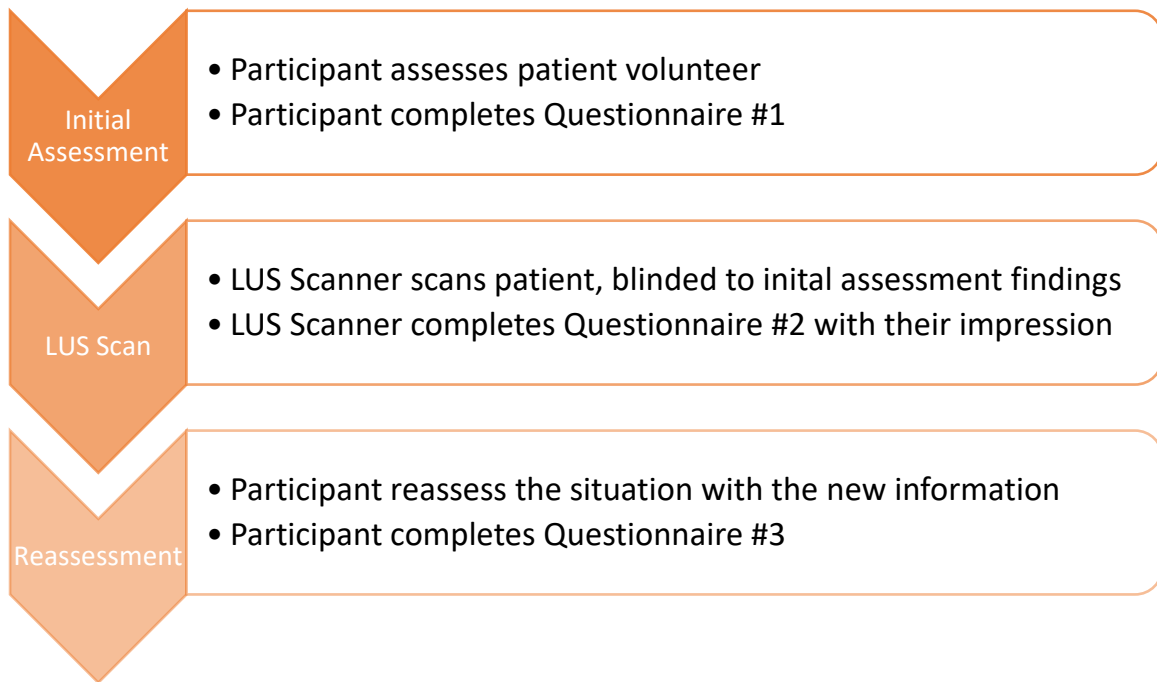 Initial
Assessment
• Participant assesses patient volunteer
• Participant completes Questionnaire #1
LUS Scan
• LUS Scanner scans patient, blinded to inital assessment findings
• LUS Scanner completes Questionnaire #2 with their impression
Reassessment
• Participant reassess the situation with the new information
• Participant completes Questionnaire #3